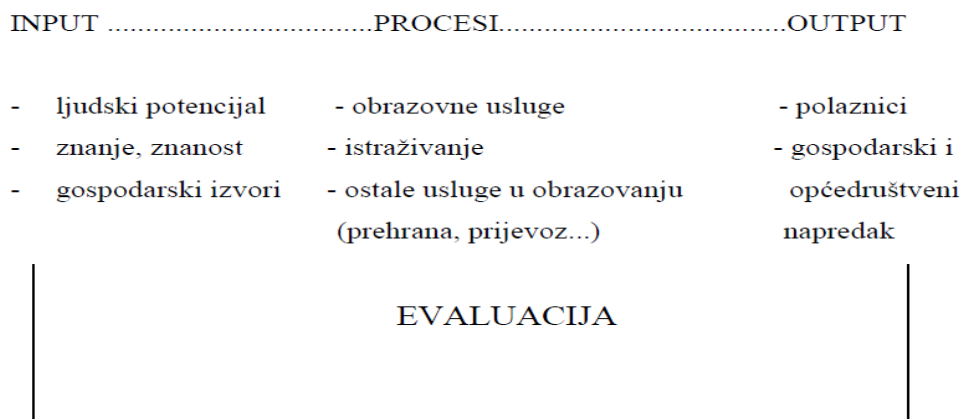 INPUT ...................................PROCESI......................................OUTPUT
- ljudski potencijal - obrazovne usluge - polaznici
- znanje, znanost - istraživanje - gospodarski i
- gospodarski izvori - ostale usluge u obrazovanju općedruštveni
(prehrana, prijevoz...) napredak
EVALUACIJA